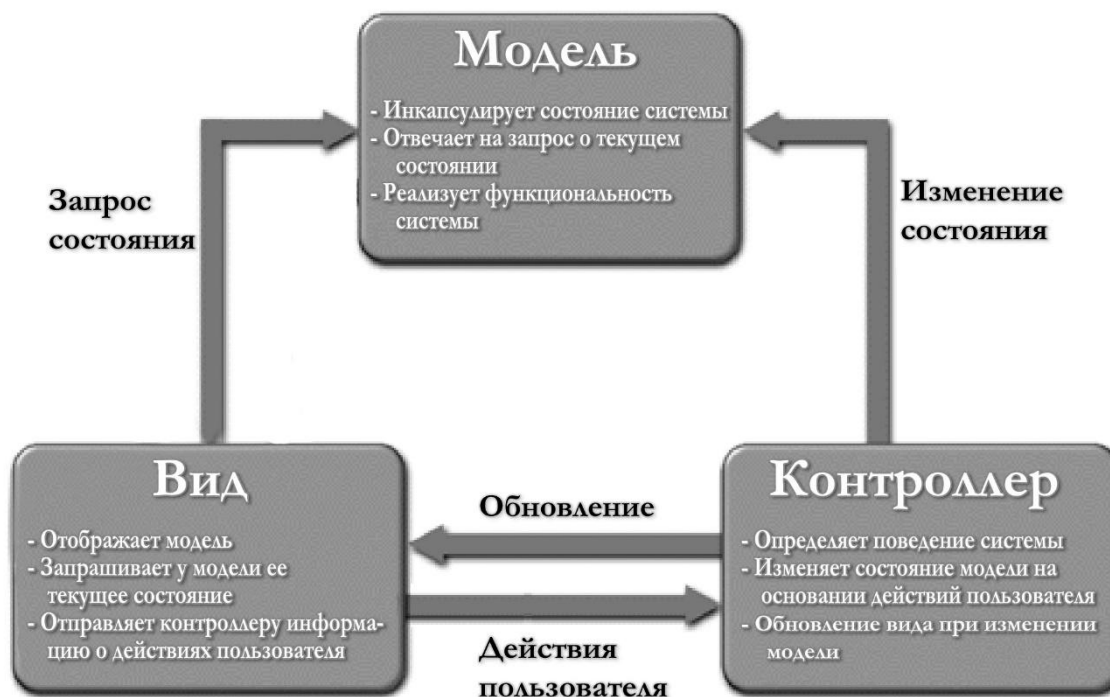 Модель
- Инкапсулирует состояние системы
- Отвечает на запрос о текущем
состоянии
- Реализует функциональность
системы
Запрос
состояния
Изменение
состояния
Вид
- Отображает модель
- Запрашивает у модели ее
текущее состояние
- Отправляет контроллеру информа-
цию о действиях пользователя
Обновление
Действия
пользователя
Контроллер
- Определяет поведение системы
- Изменяет состояние модели на
основании действий пользователя
- Обновление вида при изменении
модели